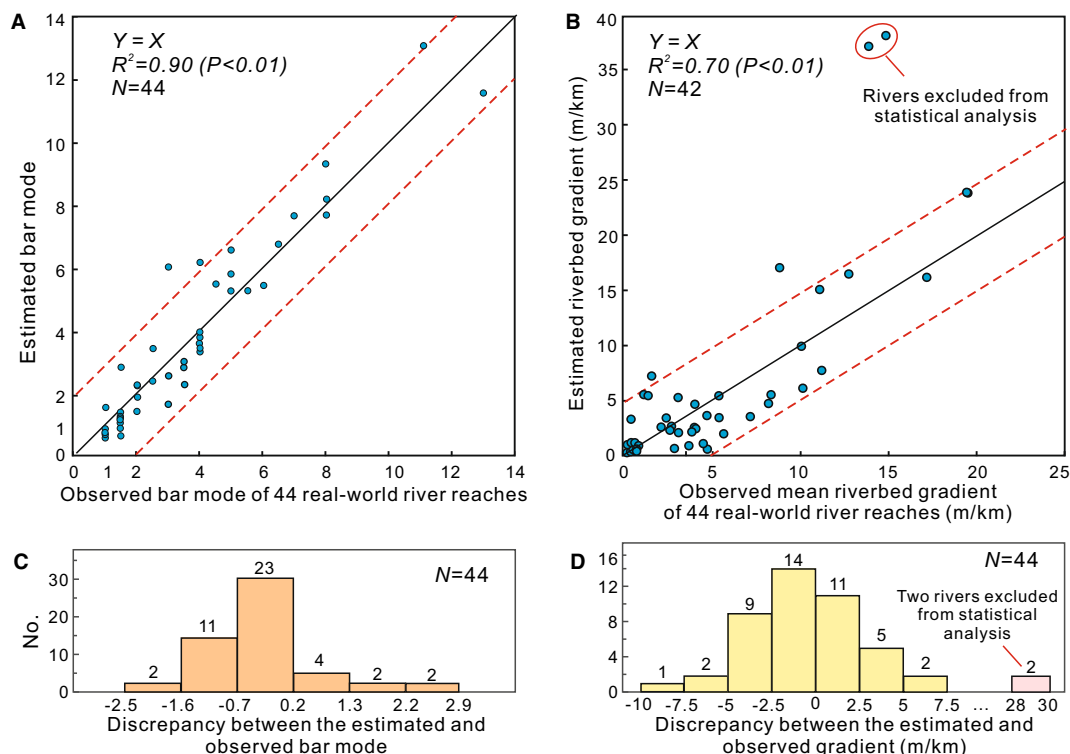 A
14
12
10
8
6
4
2
1
0
Estimated bar mode
Y = X
R²=0.90 (P<0.01)
N=44
0 1 2 4 6 8 10 12 14
Observed bar mode of 44 real-world river reaches
B
40
35
30
25
20
15
10
5
0
Estimated riverbed gradient (m/km)
Y = X
R²=0.70 (P<0.01)
N=42
Rivers excluded from
statistical analysis
0 5 10 15 20 25
Observed mean riverbed gradient
of 44 real-world river reaches (m/km)
C
30
20
10
0
No.
N=44
2
11
23
4
2
2
-2.5 -1.6 -0.7 0.2 1.3 2.2 2.9
Discrepancy between the estimated and
observed bar mode
D
16
12
8
4
0
N=44
Two rivers excluded
from statistical
analysis
1
2
9
14
11
5
2
2
-10 -7.5 -5 -2.5 0 2.5 5 7.5 ... 28 30
Discrepancy between the estimated and
observed gradient (m/km)